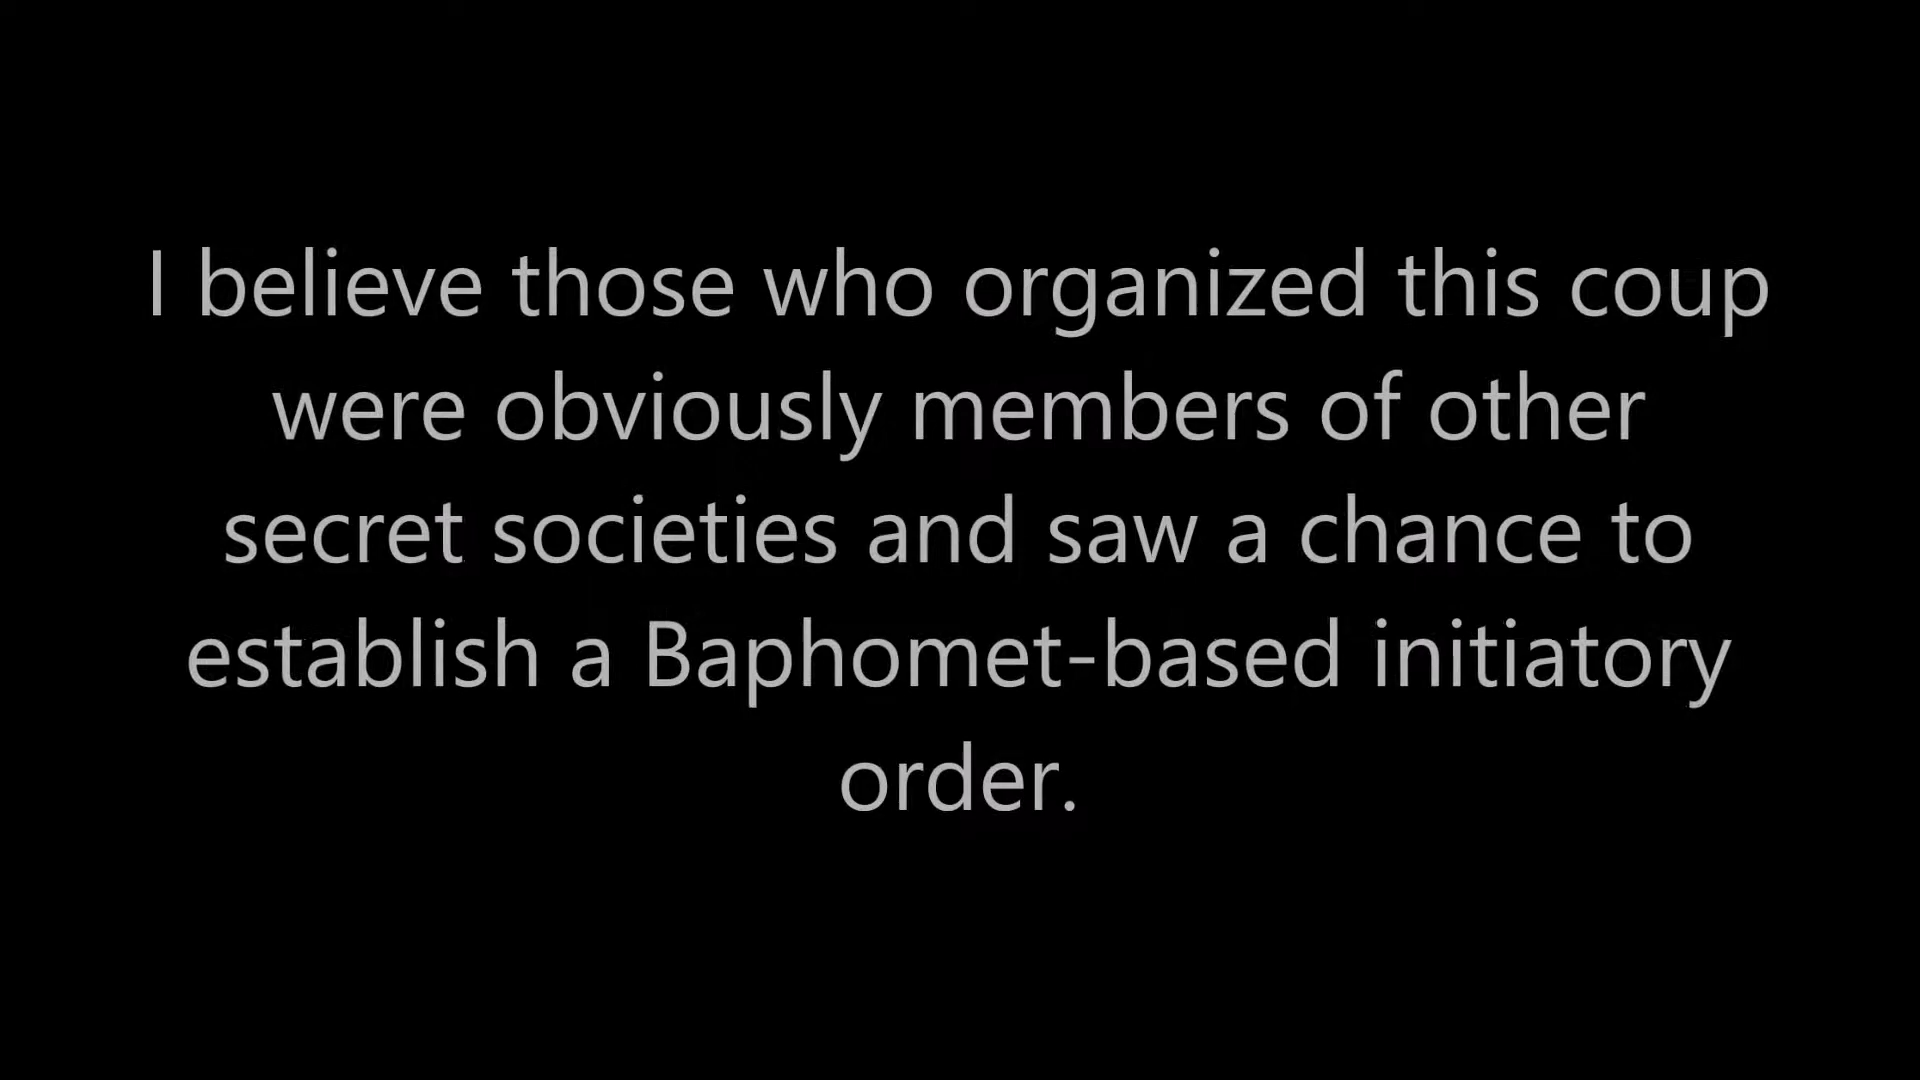 I believe those who organized this coup
were obviously members of other
secret societies and saw a chance to
establish a Baphomet-based initiatory
order.